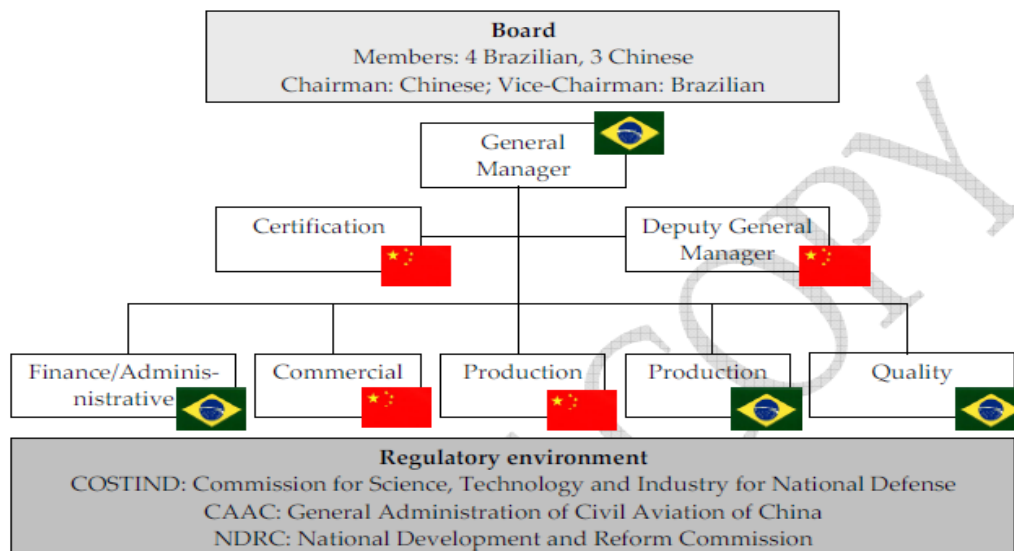 Board
Members: 4 Brazilian, 3 Chinese
Chairman: Chinese; Vice-Chairman: Brazilian
General
Manager
Certification
Deputy General
Manager
Finance/Adminis-
nistrative
Commercial
Production
Production
Quality
COPY
Regulatory environment
COSTIND: Commission for Science, Technology and Industry for National Defense
CAAC: General Administration of Civil Aviation of China
NDRC: National Development and Reform Commission